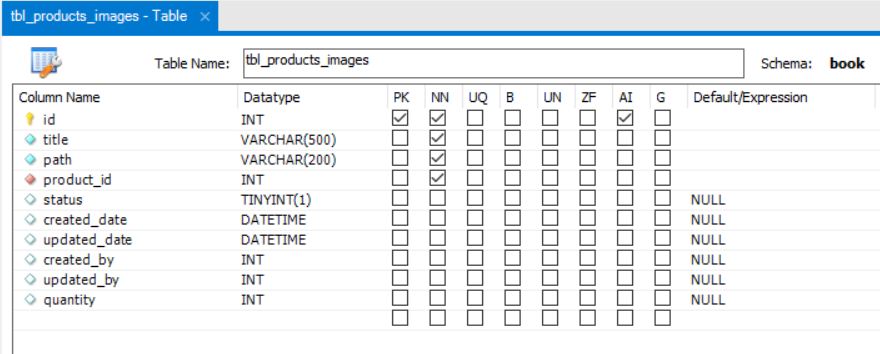 tbl_products_images - Table ×
Table Name: tbl_products_images Schema: book
Column Name Datatype PK NN UQ B UN ZF AI G Default/Expression
id INT
title VARCHAR(500)
path VARCHAR(200)
product_id INT
status TINYINT(1) NULL
created_date DATETIME NULL
updated_date DATETIME NULL
created_by INT NULL
updated_by INT NULL
quantity INT NULL